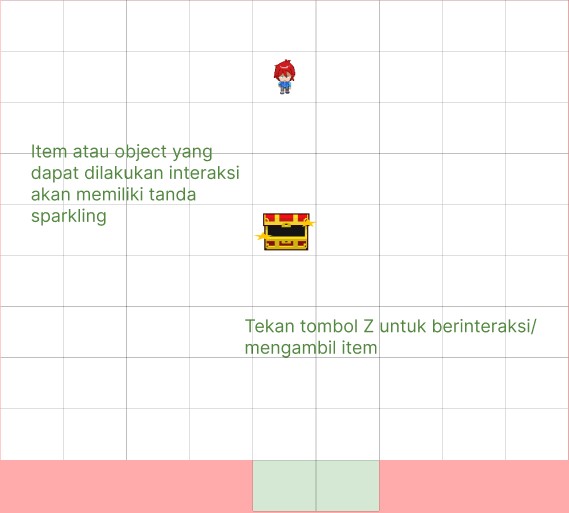 Item atau object yang
dapat dilakukan interaksi
akan memiliki tanda
sparkling
Tekan tombol Z untuk berinteraksi/
mengambil item